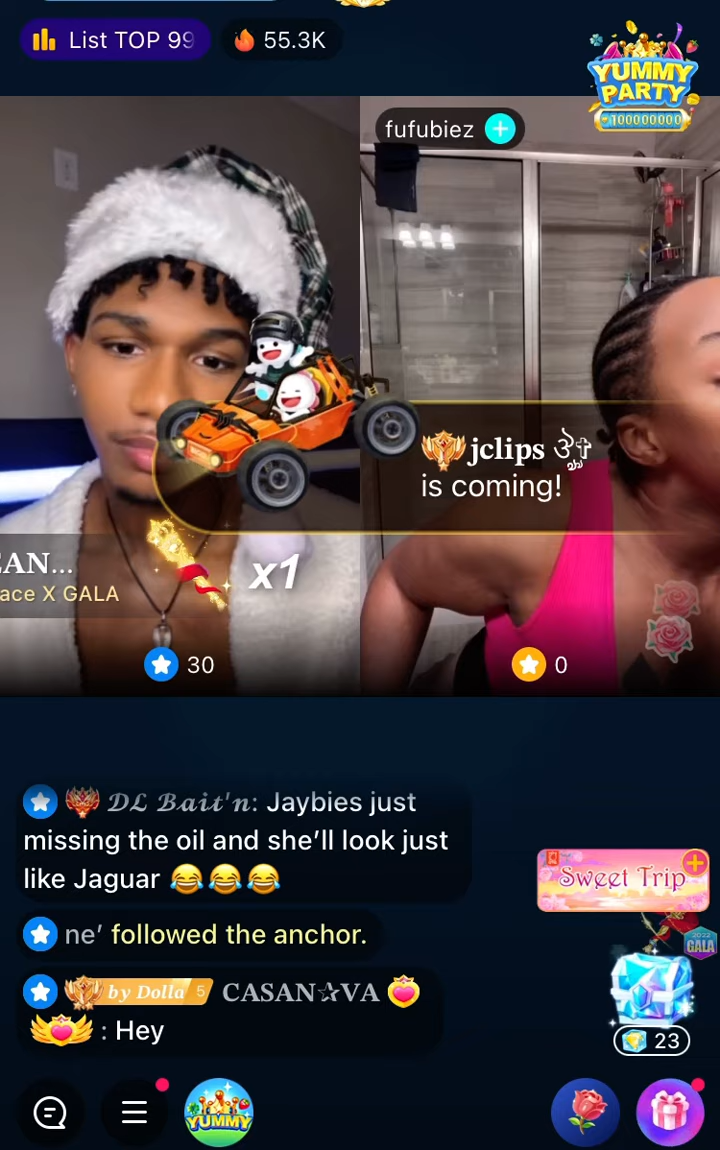 List TOP 99
55.3K
YUMMY
PARTY
100000000
fufubiez
jclips
is coming!
EAN...
ace X GALA
x1
30
0
𝓓𝓛 𝓑𝓪𝓲𝓽'𝓷: Jaybies just
missing the oil and she’ll look just
like Jaguar 😂😂😂
Sweet Trip
ne’ followed the anchor.
2022
GALA
by Dolla 5 CASAN☆VA
: Hey
23
YUMMY